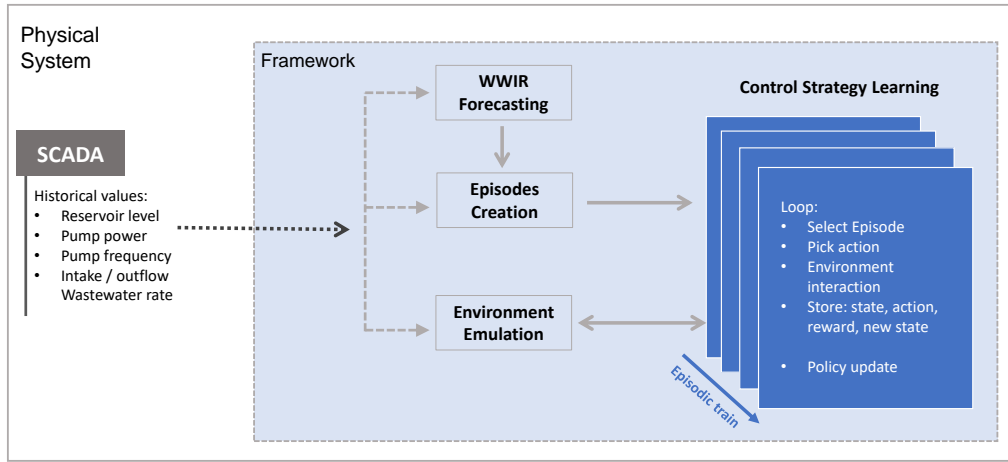 Physical
System
Framework
SCADA
Historical values:
• Reservoir level
• Pump power
• Pump frequency
• Intake / outflow
Wastewater rate
WWIR
Forecasting
Episodes
Creation
Environment
Emulation
Control Strategy Learning
Loop:
• Select Episode
• Pick action
• Environment
interaction
• Store: state, action,
reward, new state
• Policy update
Episodic train